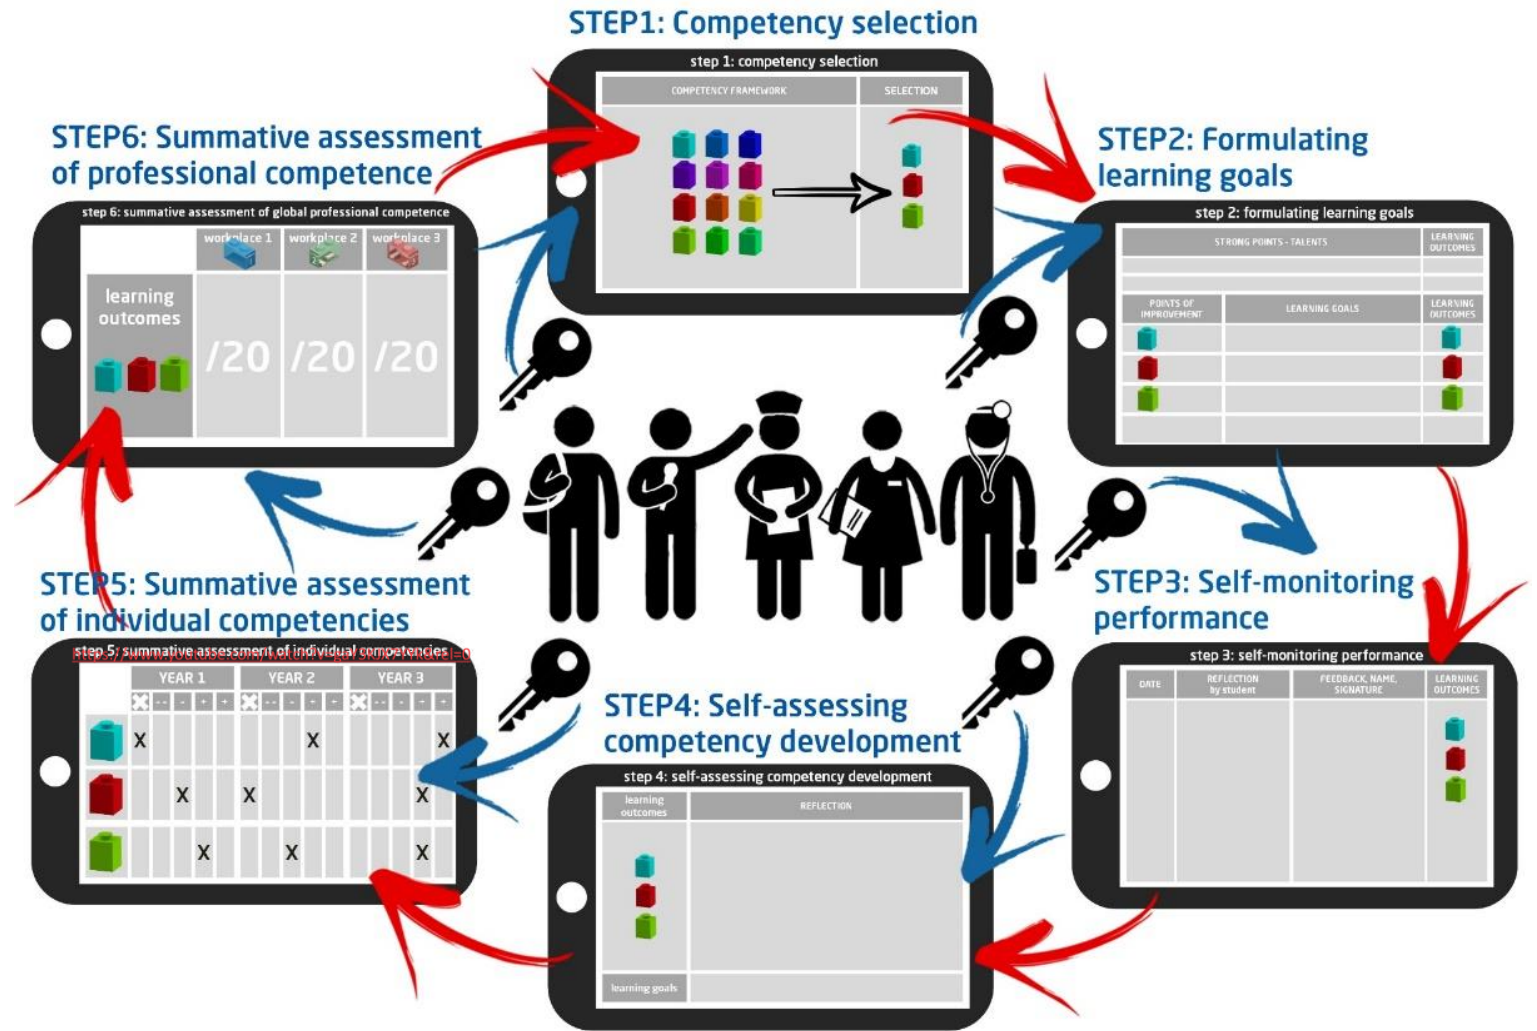 STEP1: Competency selection
step 1: competency selection
COMPETENCY FRAMEWORK
SELECTION
STEP2: Formulating
learning goals
step 2: formulating learning goals
STRONG POINTS - TALENTS
LEARNING
OUTCOMES
POINTS OF
IMPROVEMENT
LEARNING GOALS
LEARNING
OUTCOMES
STEP3: Self-monitoring
performance
step 3: self-monitoring performance
DATE
REFLECTION
by student
FEEDBACK, NAME,
SIGNATURE
LEARNING
OUTCOMES
STEP4: Self-assessing
competency development
step 4: self-assessing competency development
learning
outcomes
REFLECTION
learning goals
STEP5: Summative assessment
of individual competencies
step 5: summative assessment of individual competencies
YEAR 1 YEAR 2 YEAR 3
X -- - + + X -- - + + X -- - + +
X X X
X X X
X X X
STEP6: Summative assessment
of professional competence
step 6: summative assessment of global professional competence
workplace 1 workplace 2 workplace 3
learning
outcomes
/20 /20 /20